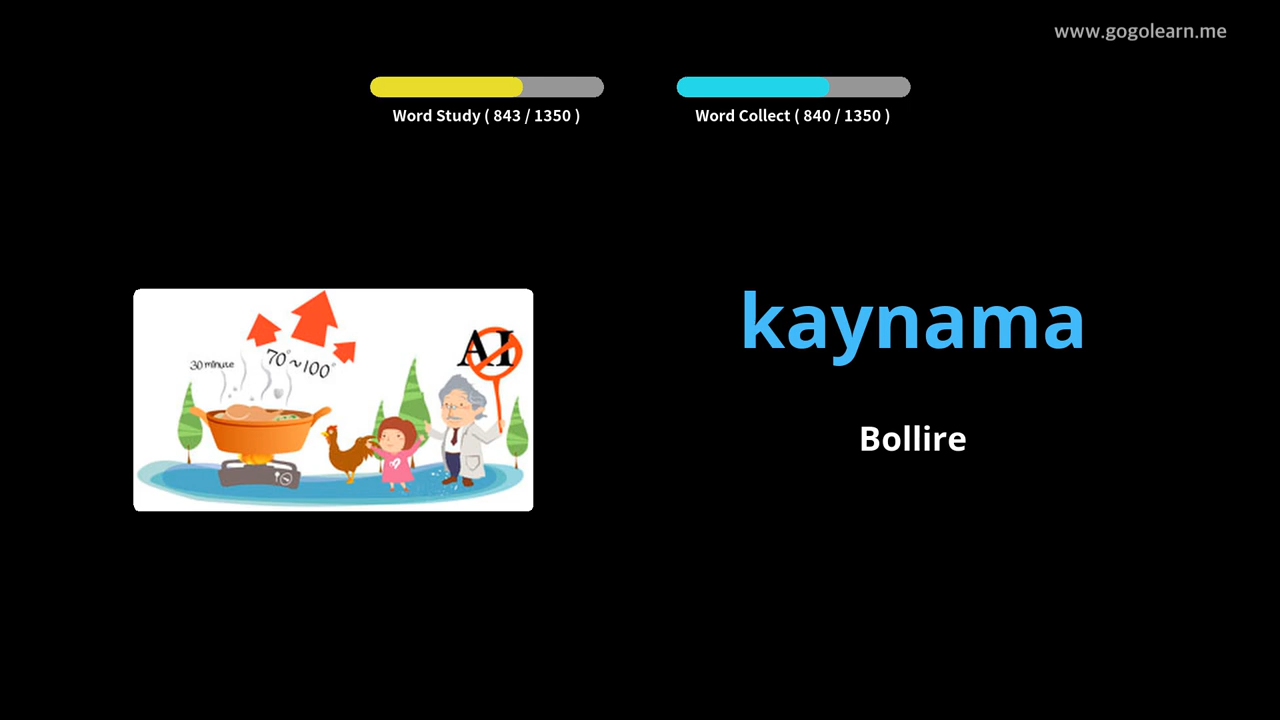 www.gogolearn.me
Word Study ( 843 / 1350 )
Word Collect ( 840 / 1350 )
30 minute
70°~100°
AI
kaynama
Bollire